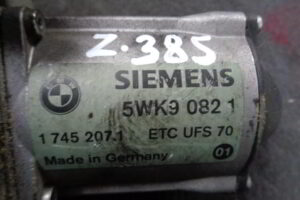 Z.385
SIEMENS
5WK9 082 1
1 745 207.1 ETC UFS 70
Made in Germany 01